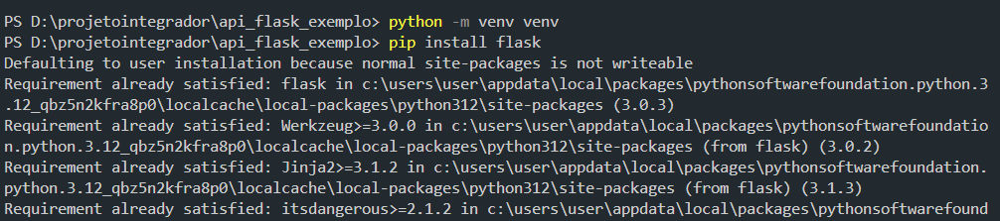 PS D:\projetointegrador\api_flask_exemplo> python -m venv venv
PS D:\projetointegrador\api_flask_exemplo> pip install flask
Defaulting to user installation because normal site-packages is not writeable
Requirement already satisfied: flask in c:\users\user\appdata\local\packages\pythonsoftwarefoundation.python.3
.12_qbz5n2kfra8p0\localcache\local-packages\python312\site-packages (3.0.3)
Requirement already satisfied: Werkzeug>=3.0.0 in c:\users\user\appdata\local\packages\pythonsoftwarefoundatio
n.python.3.12_qbz5n2kfra8p0\localcache\local-packages\python312\site-packages (from flask) (3.0.2)
Requirement already satisfied: Jinja2>=3.1.2 in c:\users\user\appdata\local\packages\pythonsoftwarefoundation.
python.3.12_qbz5n2kfra8p0\localcache\local-packages\python312\site-packages (from flask) (3.1.3)
Requirement already satisfied: itsdangerous>=2.1.2 in c:\users\user\appdata\local\packages\pythonsoftwarefound